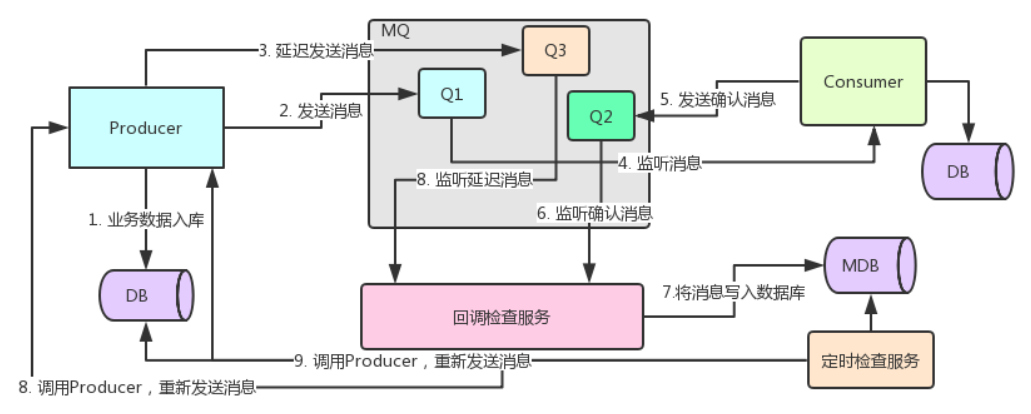 MQ
3. 延迟发送消息
Q3
Q1
Consumer
5. 发送确认消息
2. 发送消息
Q2
Producer
4. 监听消息
DB
8. 监听延迟消息
1. 业务数据入库
6. 监听确认消息
MDB
DB
7.将消息写入数据库
回调检查服务
9. 调用Producer，重新发送消息
定时检查服务
8. 调用Producer，重新发送消息